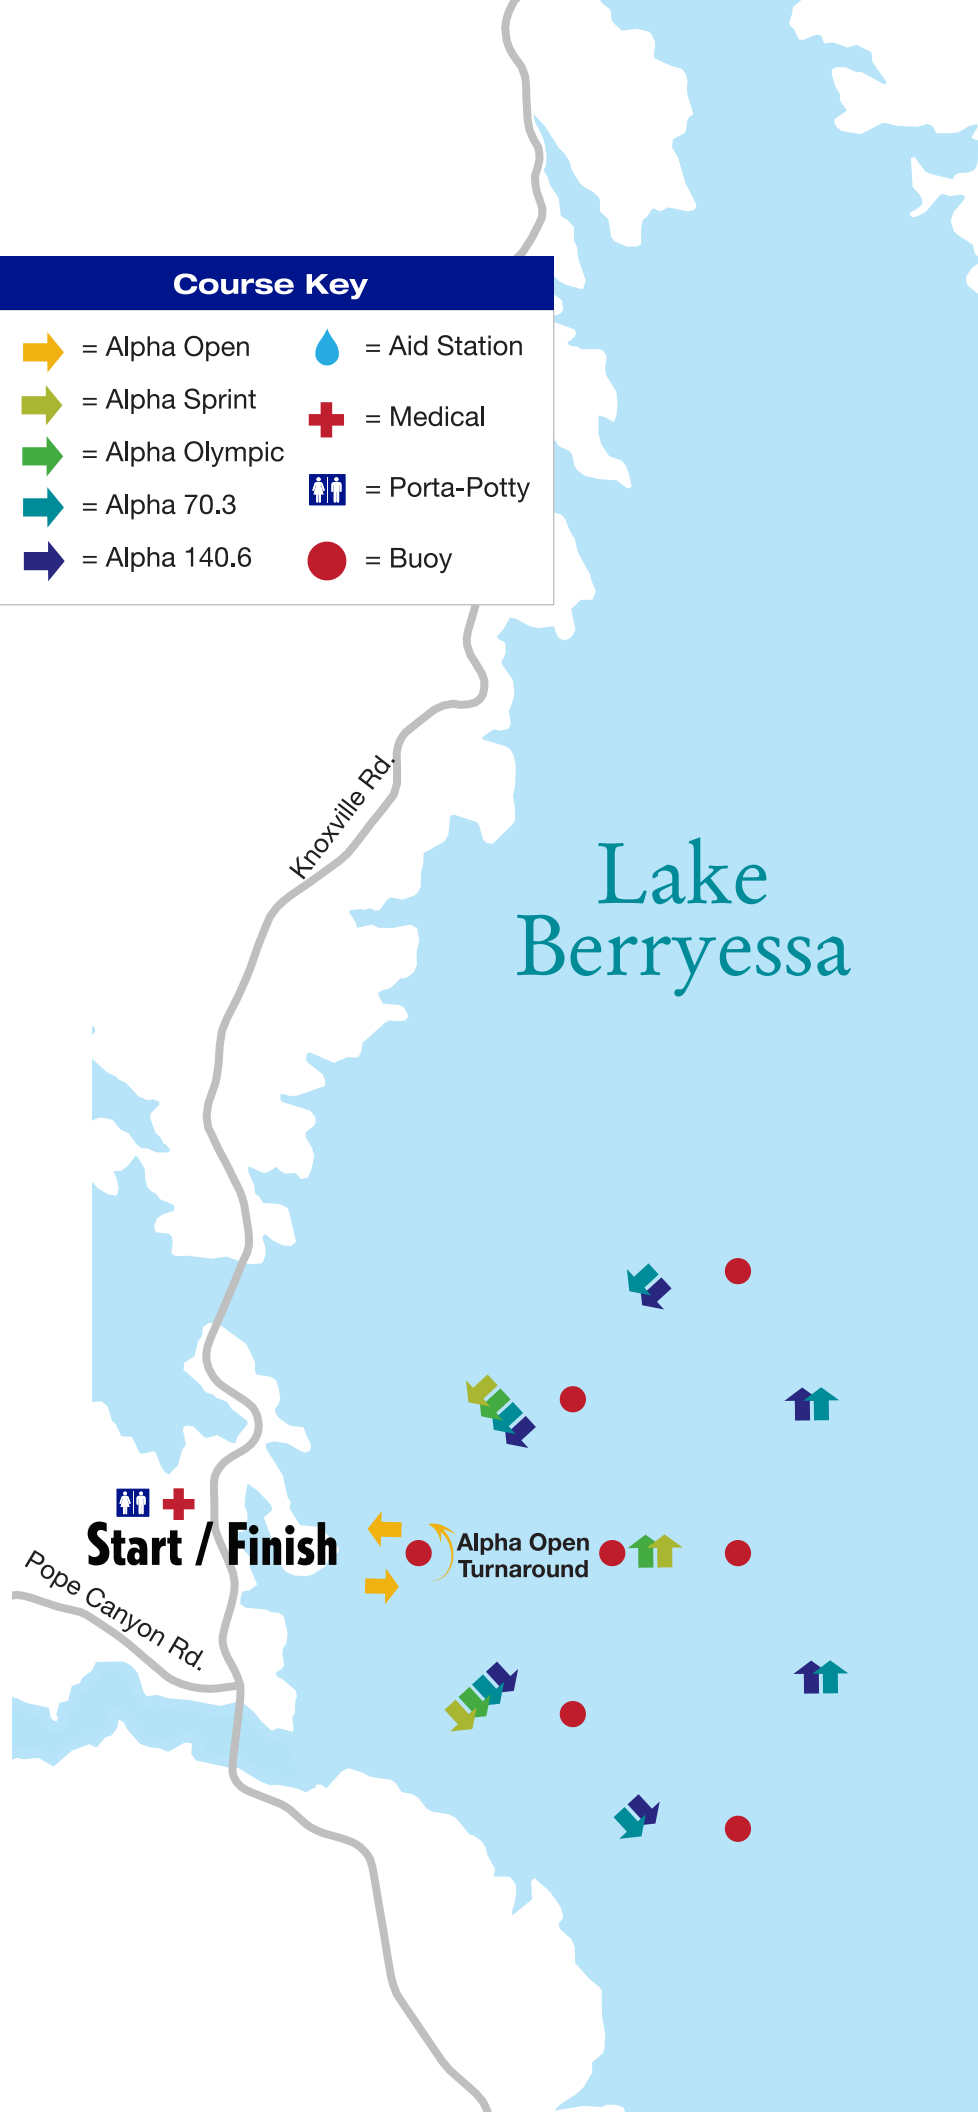 Course Key
= Alpha Open
= Alpha Sprint
= Alpha Olympic
= Alpha 70.3
= Alpha 140.6
= Aid Station
= Medical
= Porta-Potty
= Buoy
Knoxville Rd.
Lake
Berryessa
Start / Finish
Alpha Open
Turnaround
Pope Canyon Rd.